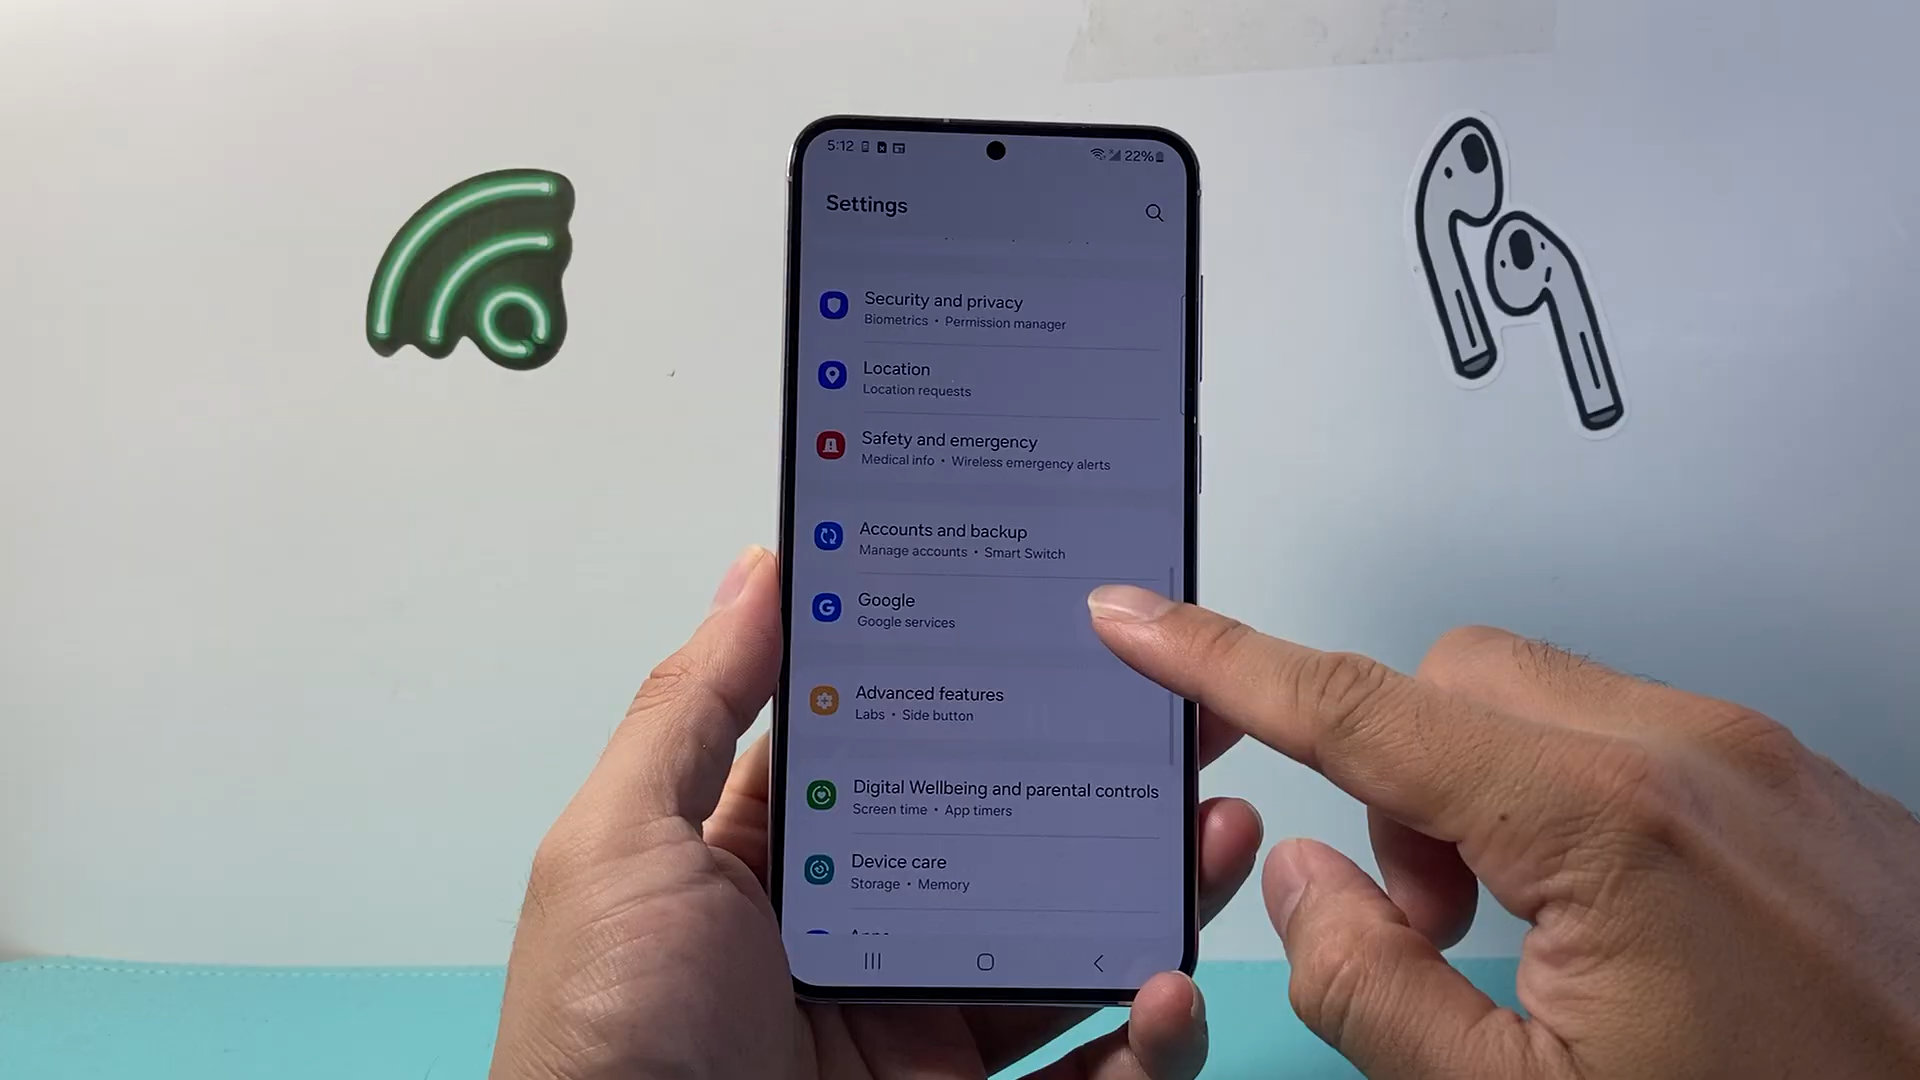 5:12
22%
Settings
Security and privacy
Biometrics • Permission manager
Location
Location requests
Safety and emergency
Medical info • Wireless emergency alerts
Accounts and backup
Manage accounts • Smart Switch
G
Google
Google services
Advanced features
Labs • Side button
Digital Wellbeing and parental controls
Screen time • App timers
Device care
Storage • Memory